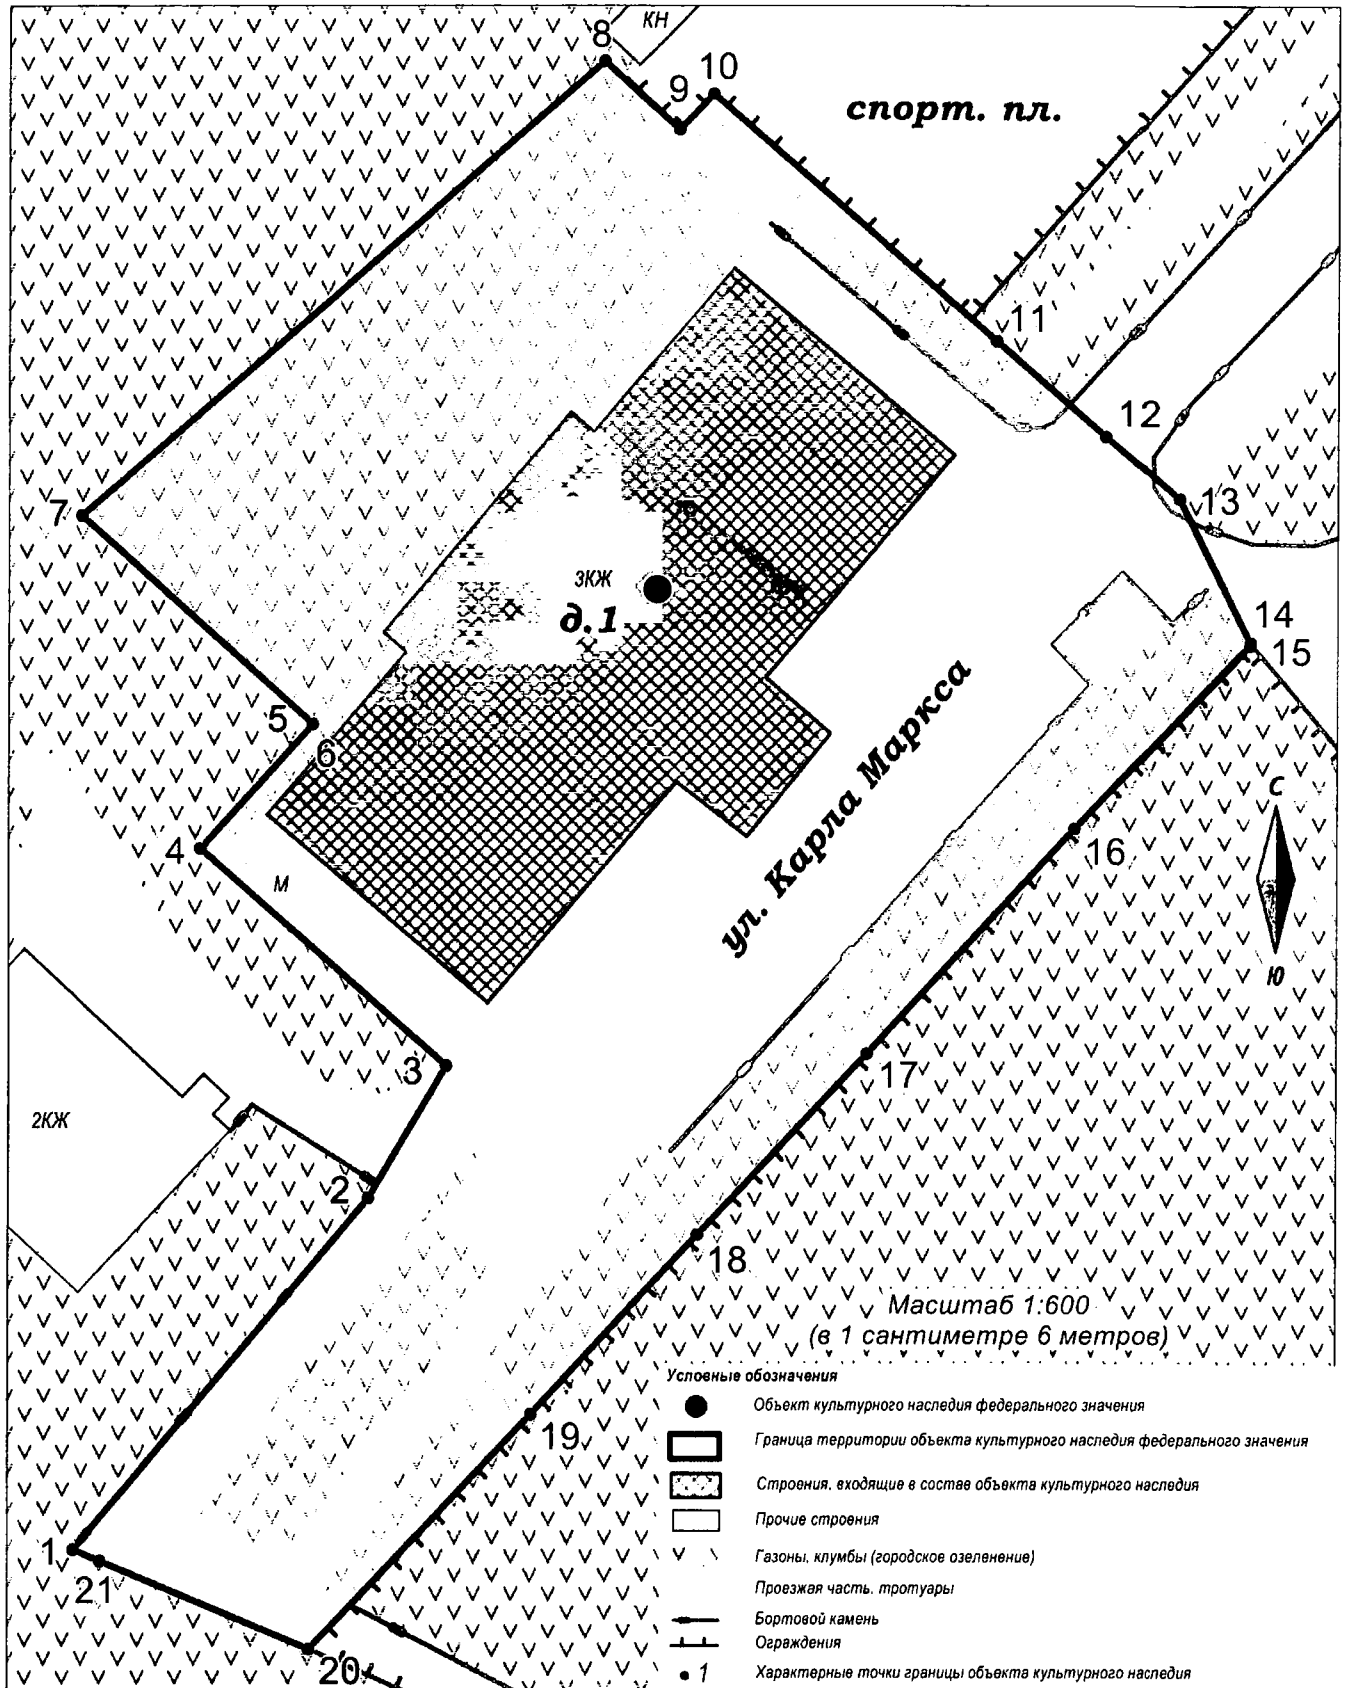 КН
8
9
10
спорт. пл.
11
12
13
7
3КЖ
д.1
14
15
5
6
ул. Карла Маркса
С
4
16
М
Ю
3
17
2КЖ
2
18
Масштаб 1:600
(в 1 сантиметре 6 метров)
Условные обозначения
Объект культурного наследия федерального значения
19
Граница территории объекта культурного наследия федерального значения
Строения, входящие в состав объекта культурного наследия
Прочие строения
1
Газоны, клумбы (городское озеленение)
21
Проезжая часть, тротуары
Бортовой камень
Ограждения
20
1
Характерные точки границы объекта культурного наследия